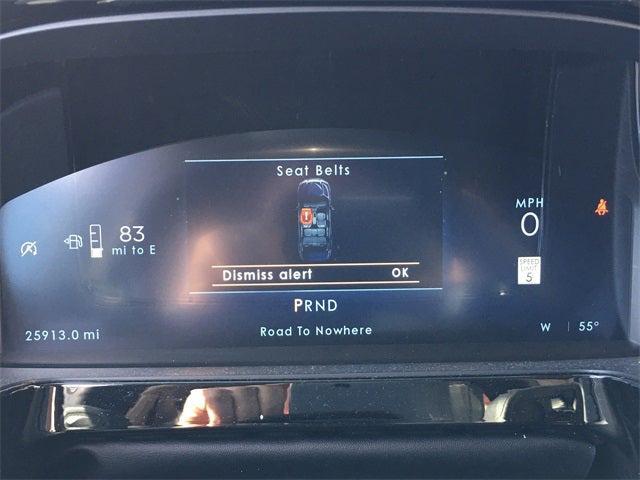 Seat Belts
83
mi to E
Dismiss alert OK
MPH
0
SPEED
LIMIT
5
PRND
25913.0 mi
Road To Nowhere
W 55°